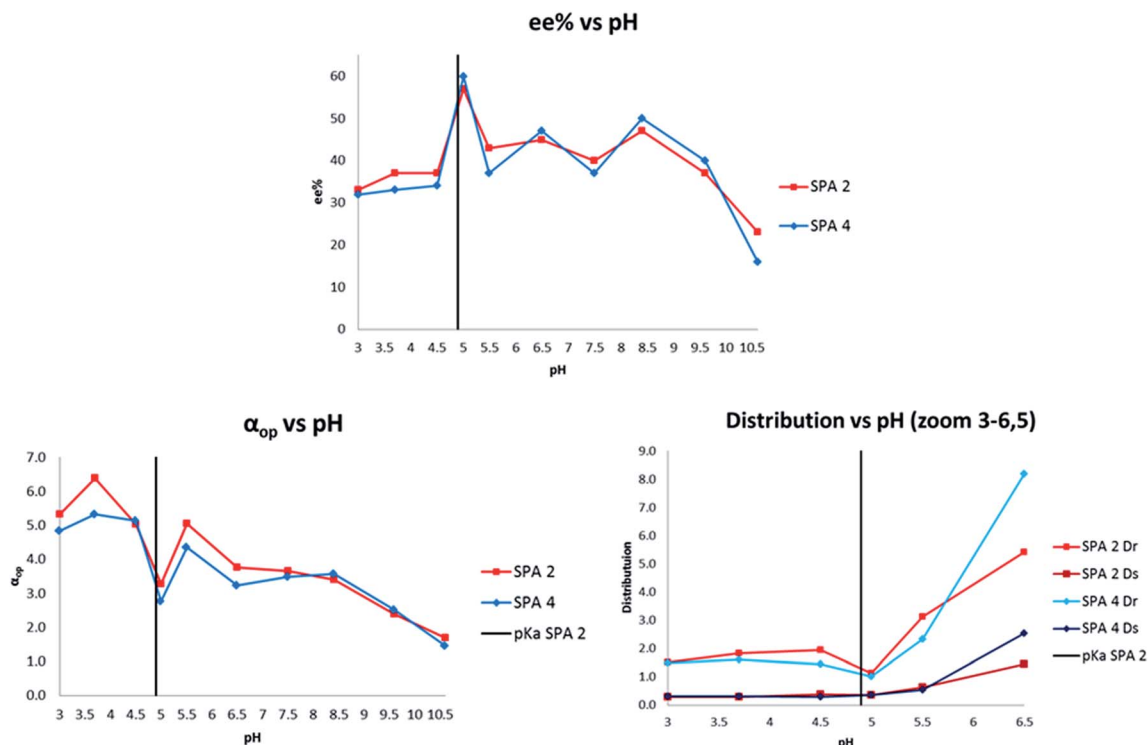 ee% vs pH
60
50
40
30
20
10
0
ee%
3 3.5 4 4.5 5 5.5 6 6.5 7 7.5 8 8.5 9 9.5 10 10.5
pH
SPA 2
SPA 4
α_op vs pH
7.0
6.0
5.0
4.0
3.0
2.0
1.0
0.0
α_op
3 3.5 4 4.5 5 5.5 6 6.5 7 7.5 8 8.5 9 9.5 10 10.5
pH
SPA 2
SPA 4
pKa SPA 2
Distribution vs pH (zoom 3-6,5)
9.0
8.0
7.0
6.0
5.0
4.0
3.0
2.0
1.0
0.0
Distributuion
3 3.5 4 4.5 5 5.5 6 6.5
pH
SPA 2 Dr
SPA 2 Ds
SPA 4 Dr
SPA 4 Ds
pKa SPA 2